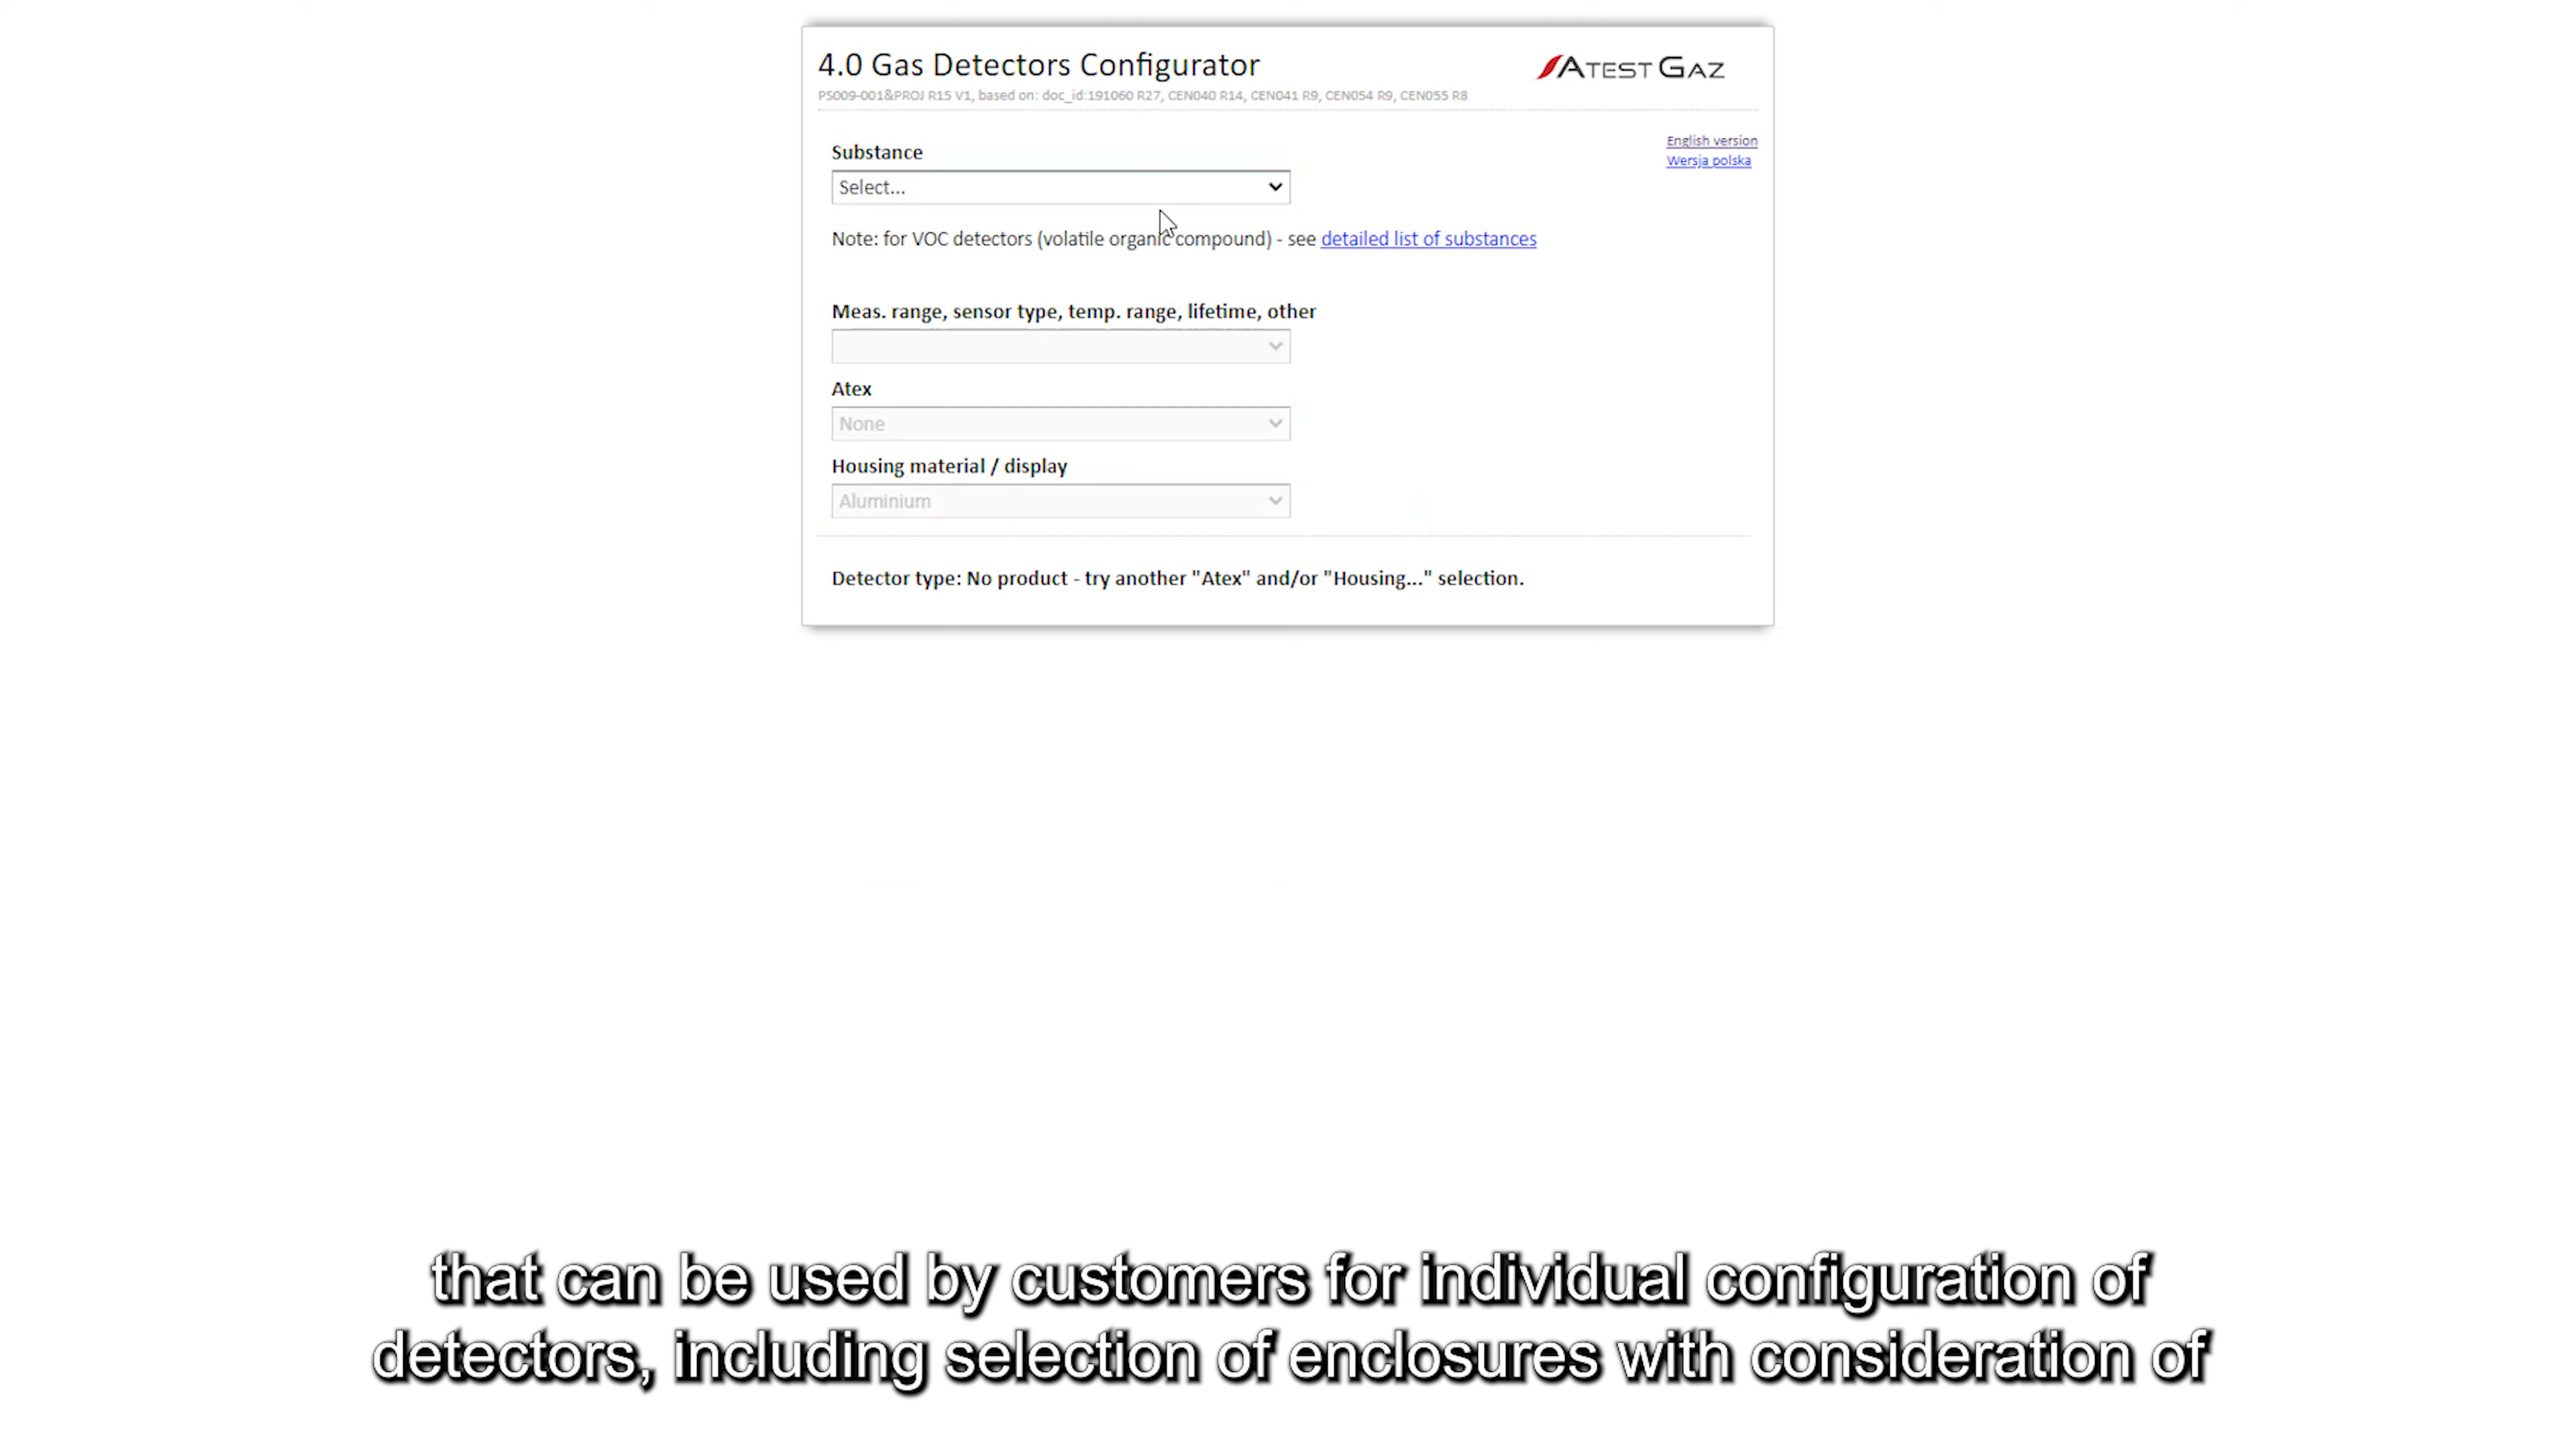 4.0 Gas Detectors Configurator
ATEST GAZ
PS009-001&PROJ R15 V1, based on: doc_id:191060 R27, CEN040 R14, CEN041 R9, CEN054 R9, CEN055 R8
English version
Wersja polska
Substance
Select...
Note: for VOC detectors (volatile organic compound) - see detailed list of substances
Meas. range, sensor type, temp. range, lifetime, other
Atex
None
Housing material / display
Aluminium
Detector type: No product - try another "Atex" and/or "Housing..." selection.
that can be used by customers for individual configuration of
detectors, including selection of enclosures with consideration of